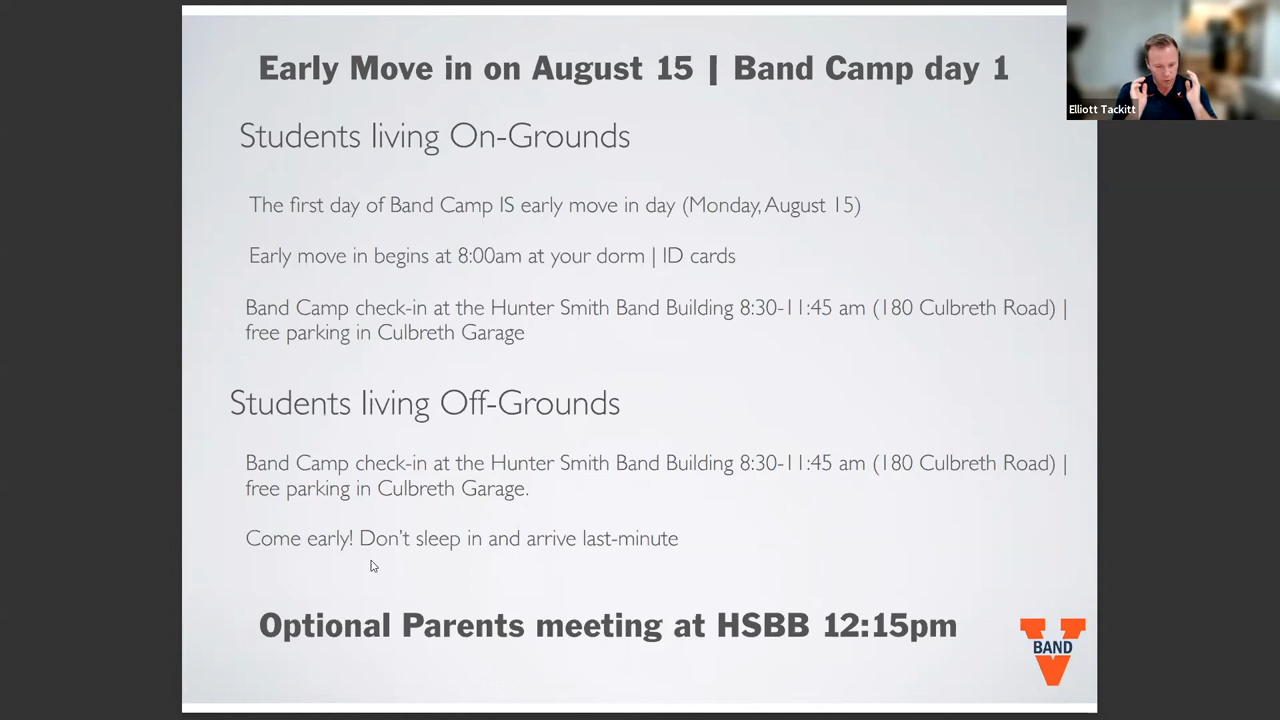 Early Move in on August 15 | Band Camp day 1
Elliott Tackitt
Students living On-Grounds
The first day of Band Camp IS early move in day (Monday, August 15)
Early move in begins at 8:00am at your dorm | ID cards
Band Camp check-in at the Hunter Smith Band Building 8:30-11:45 am (180 Culbreth Road) |
free parking in Culbreth Garage
Students living Off-Grounds
Band Camp check-in at the Hunter Smith Band Building 8:30-11:45 am (180 Culbreth Road) |
free parking in Culbreth Garage.
Come early! Don't sleep in and arrive last-minute
Optional Parents meeting at HSBB 12:15pm
V
BAND